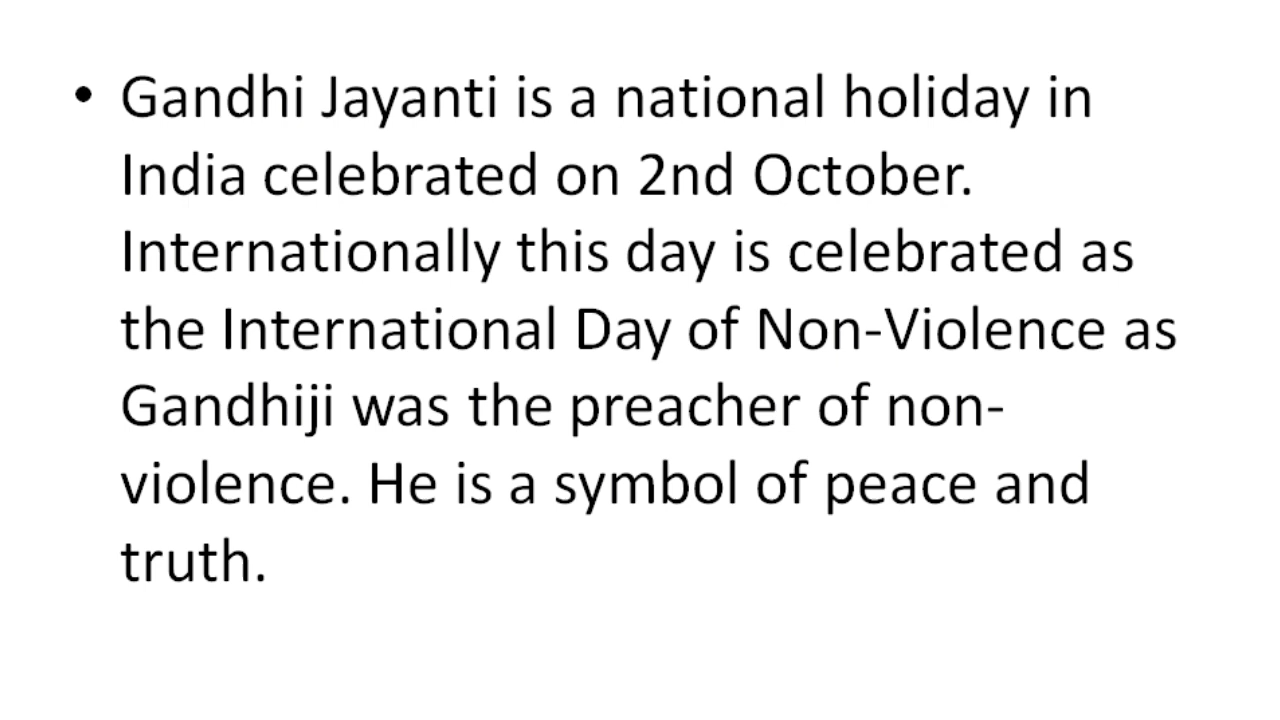 • Gandhi Jayanti is a national holiday in
India celebrated on 2nd October.
Internationally this day is celebrated as
the International Day of Non-Violence as
Gandhiji was the preacher of non-
violence. He is a symbol of peace and
truth.